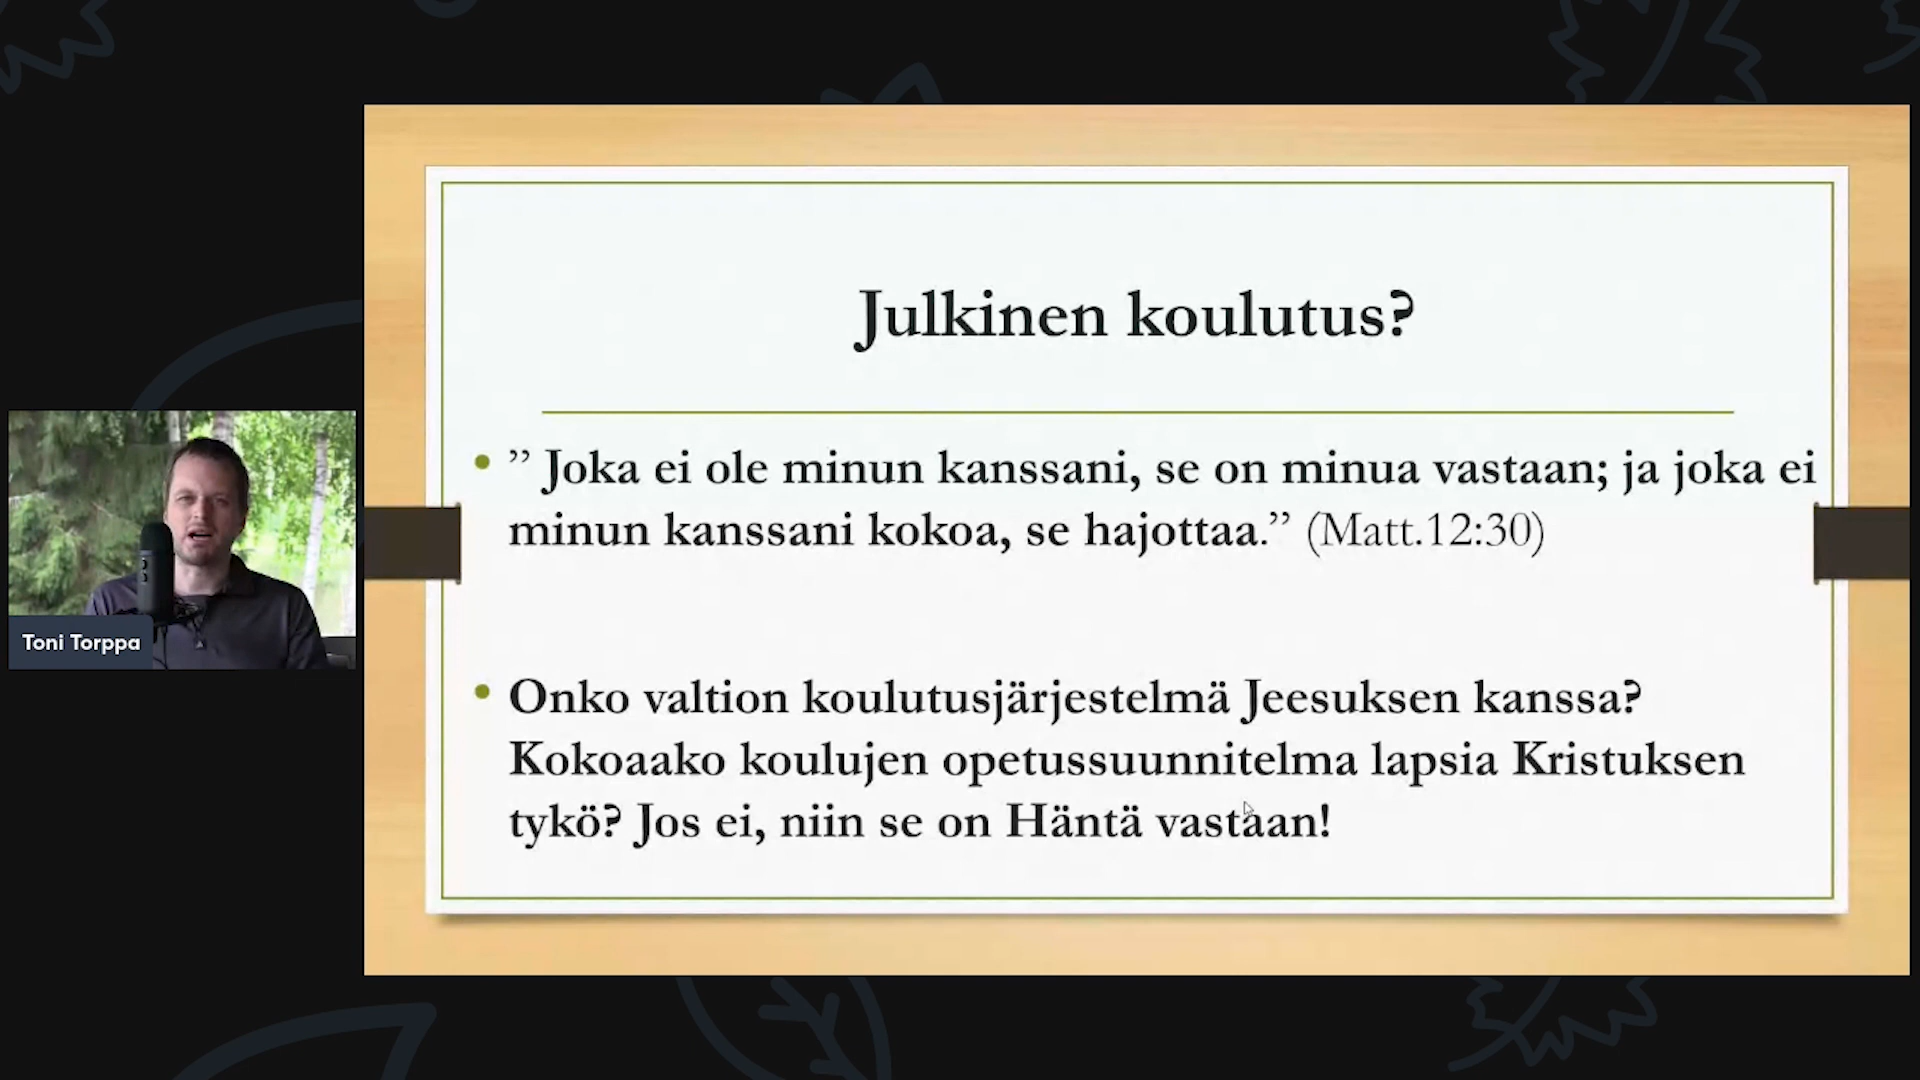 Julkinen koulutus?
” Joka ei ole minun kanssani, se on minua vastaan; ja joka ei
minun kanssani kokoa, se hajottaa.” (Matt.12:30)
Onko valtion koulutusjärjestelmä Jeesuksen kanssa?
Kokoaako koulujen opetussuunnitelma lapsia Kristuksen
tykö? Jos ei, niin se on Häntä vastaan!
Toni Torppa